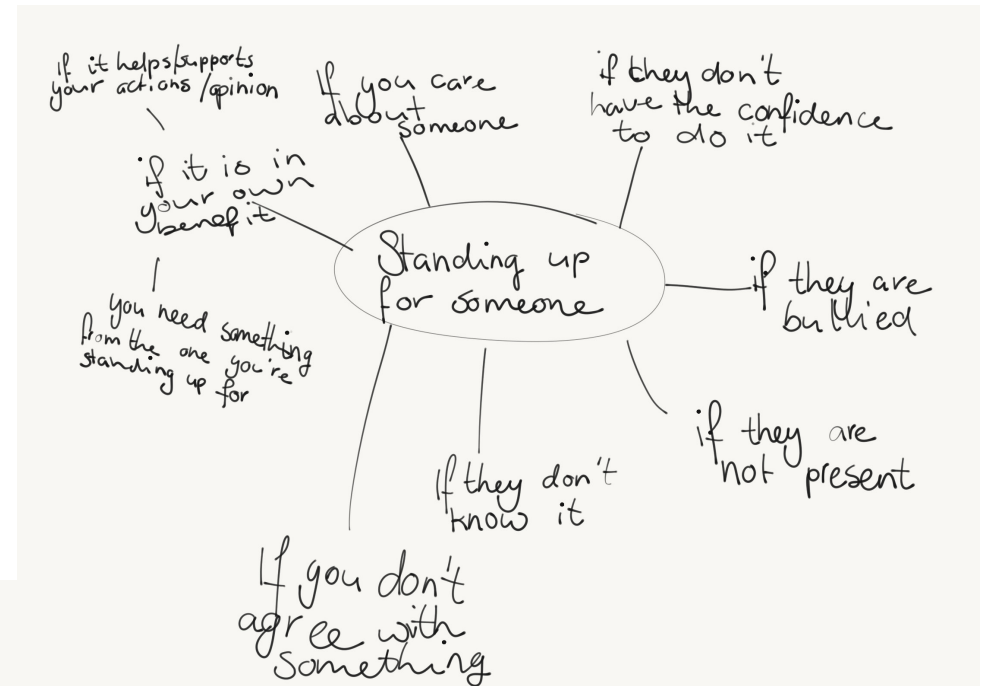 if it helps/supports
your actions/opinion
If you care
about
someone
if they don't
have the confidence
to do it
if it is in
your own
benefit
Standing up
for someone
if they are
bullied
you need something
from the one you're
standing up for
if they are
not present
If they don't
know it
If you don't
agree with
something